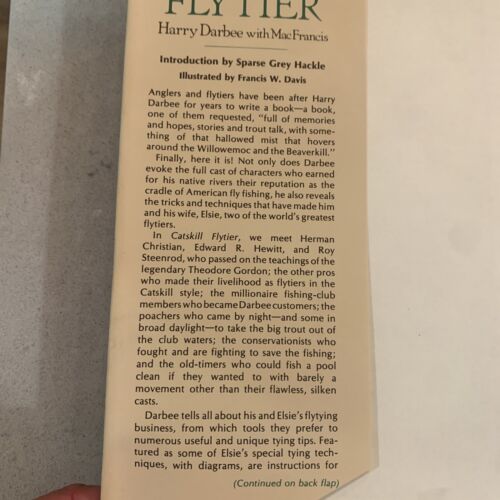 FLYTIER
Harry Darbee with Mac Francis
Introduction by Sparse Grey Hackle
Illustrated by Francis W. Davis
Anglers and flytiers have been after Harry
Darbee for years to write a book—a book,
one of them requested, "full of memories
and hopes, stories and trout talk, with some-
thing of that hallowed mist that hovers
around the Willowemoc and the Beaverkill."
Finally, here it is! Not only does Darbee
evoke the full cast of characters who earned
for his native rivers their reputation as the
cradle of American fly fishing, he also reveals
the tricks and techniques that have made him
and his wife, Elsie, two of the world's greatest
flytiers.
In Catskill Flytier, we meet Herman
Christian, Edward R. Hewitt, and Roy
Steenrod, who passed on the teachings of the
legendary Theodore Gordon; the other pros
who made their livelihood as flytiers in the
Catskill style; the millionaire fishing-club
members who became Darbee customers; the
poachers who came by night—and some in
broad daylight—to take the big trout out of
the club waters; the conservationists who
fought and are fighting to save the fishing;
and the old-timers who could fish a pool
clean if they wanted to with barely a
movement other than their flawless, silken
casts.
Darbee tells all about his and Elsie's flytying
business, from which tools they prefer to
numerous useful and unique tying tips. Fea-
tured as some of Elsie's special tying tech-
niques, with diagrams, are instructions for
(Continued on back flap)